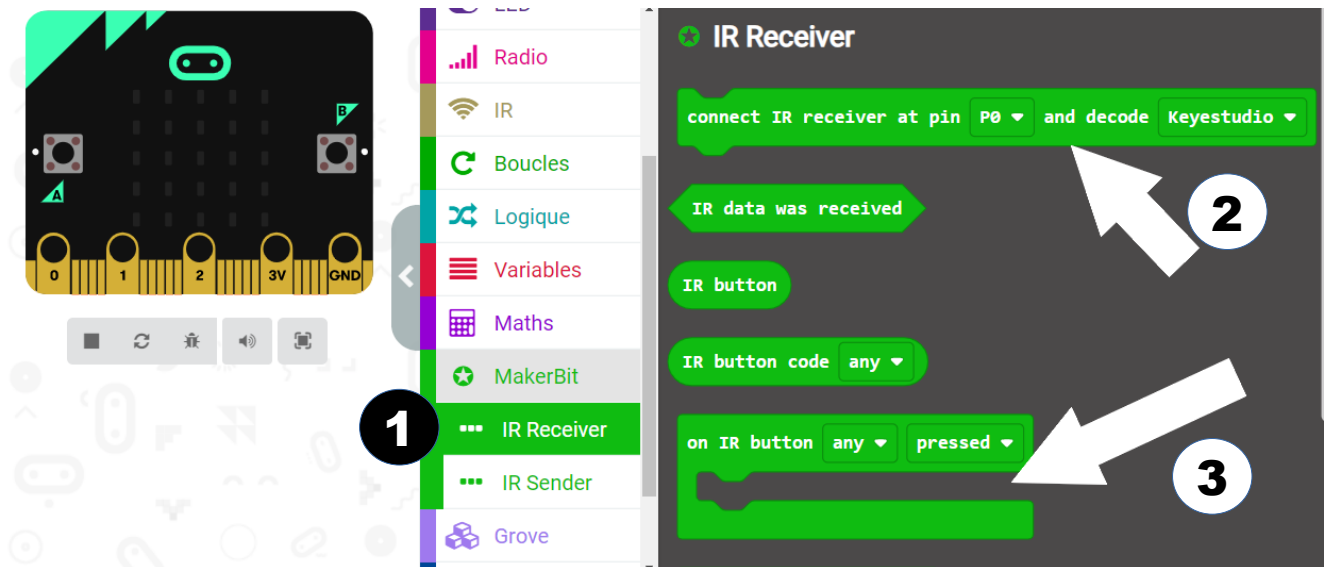 B
A
0 1 2 3V GND
Radio
IR
Boucles
Logique
Variables
Maths
MakerBit
1
IR Receiver
IR Sender
Grove
IR Receiver
connect IR receiver at pin P0 and decode Keyestudio
2
IR data was received
IR button
IR button code any
on IR button any pressed
3